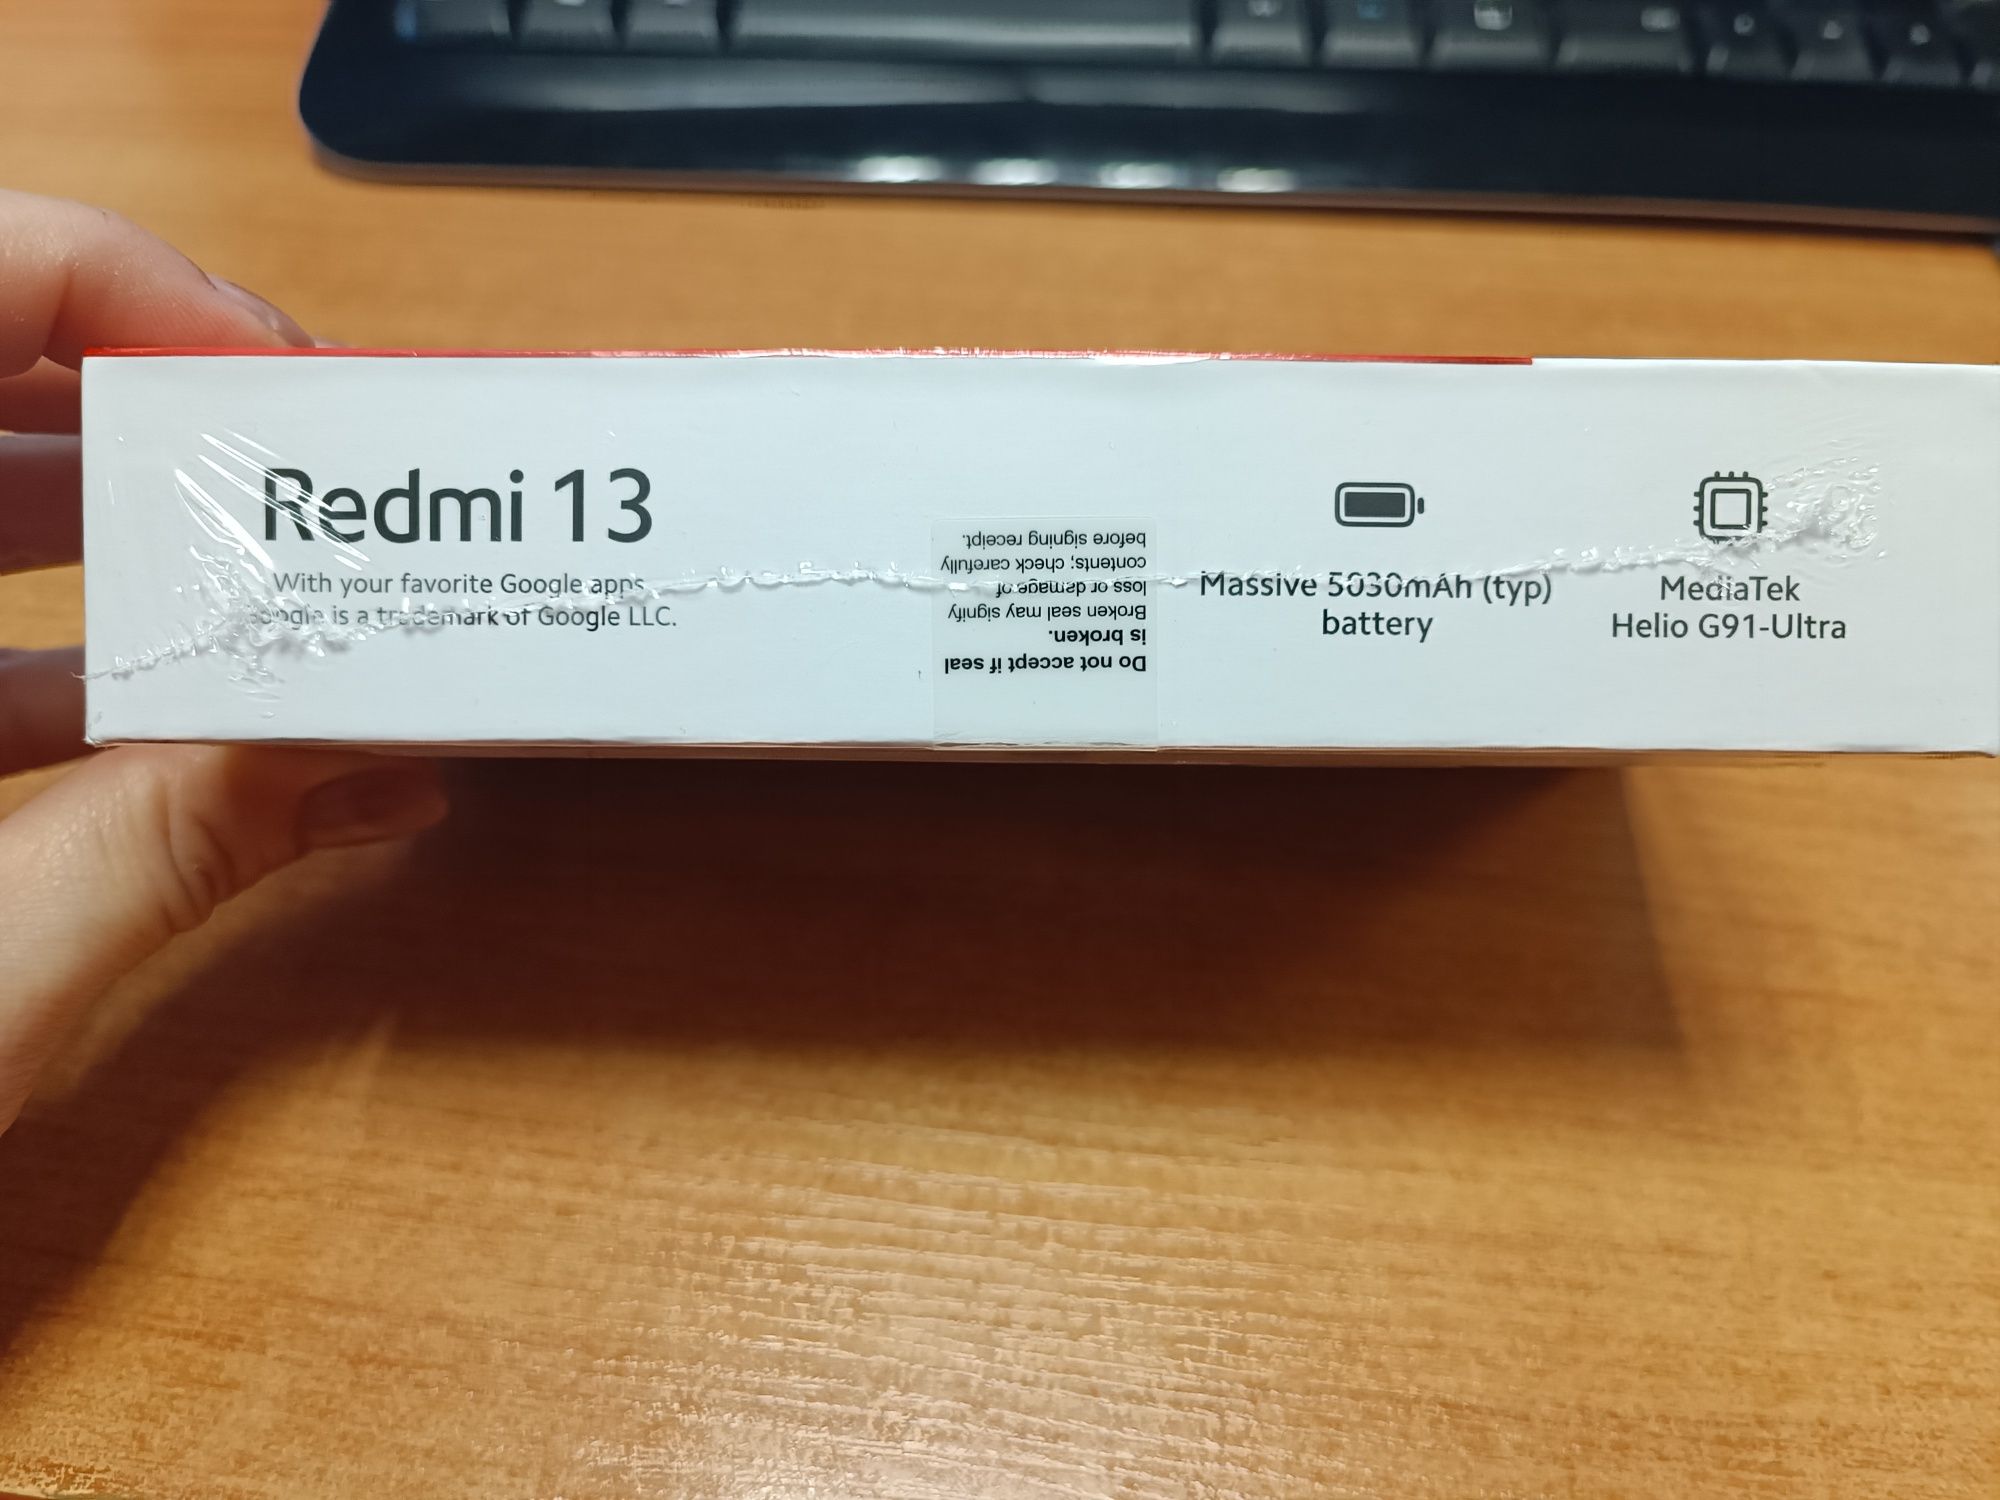 Redmi 13
With your favorite Google apps
Google is a trademark of Google LLC.
Do not accept if seal
is broken.
Broken seal may signify
loss or damage of
contents; check carefully
before signing receipt.
Massive 5030mAh (typ)
battery
MediaTek
Helio G91-Ultra